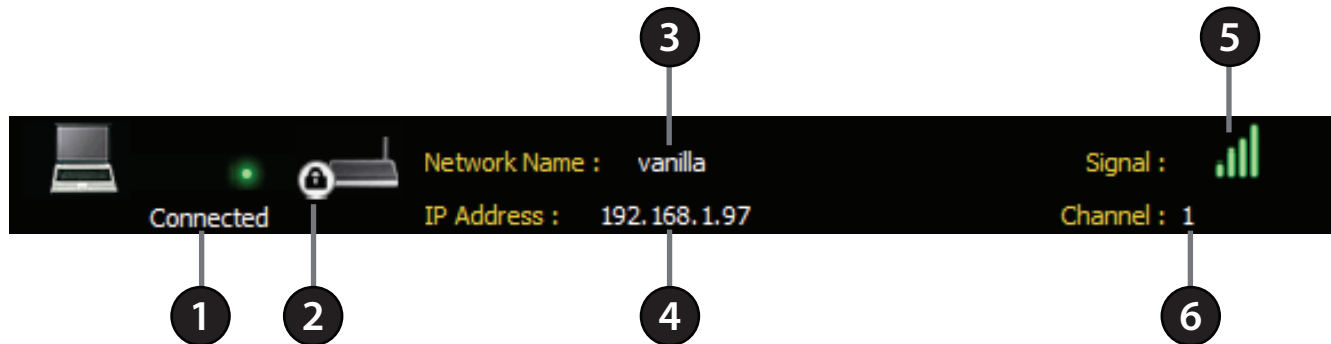 3 5
Network Name : vanilla Signal :
Connected IP Address : 192.168.1.97 Channel : 1
1 2 4 6